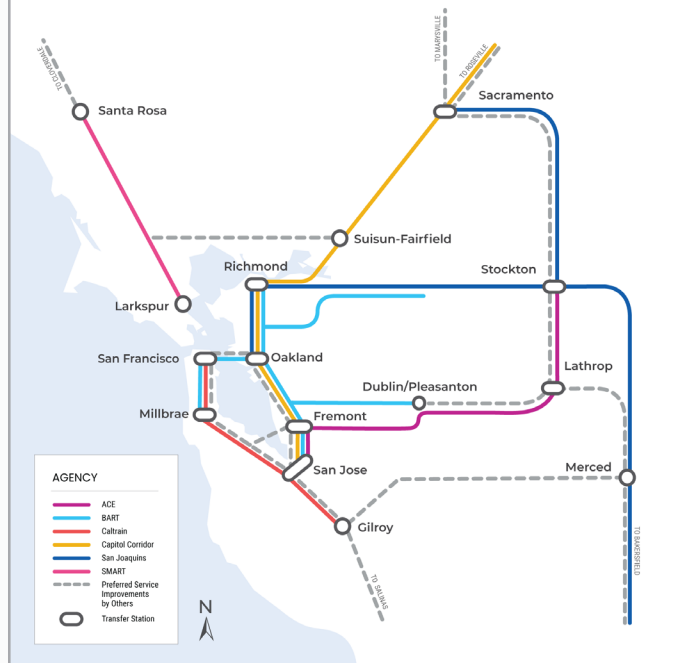 TO CLOVERDALE
TO MARYSVILLE
TO ROSEVILLE
Sacramento
Santa Rosa
Suisun-Fairfield
Richmond
Stockton
Larkspur
San Francisco
Oakland
Lathrop
Dublin/Pleasanton
Millbrae
Fremont
San Jose
Merced
Gilroy
TO BAKERSFIELD
TO SALINAS
AGENCY
ACE
BART
Caltrain
Capitol Corridor
San Joaquins
SMART
Preferred Service
Improvements
by Others
Transfer Station
N